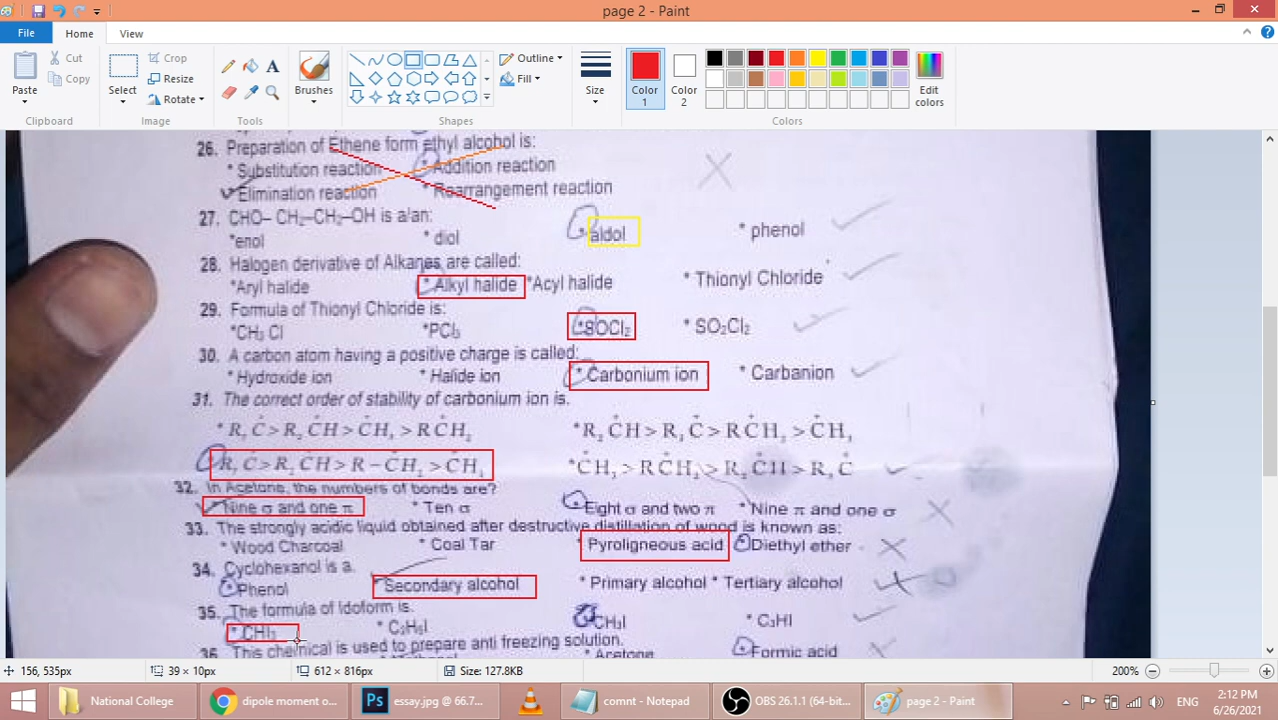 page 2 - Paint
File Home View
Paste Cut Copy Clipboard
Select Crop Resize Rotate Image
Tools
Brushes
Shapes Outline Fill
Size
Color 1 Color 2 Colors
Edit colors
26. Preparation of Ethene form ethyl alcohol is:
* Substitution reaction * Addition reaction
* Elimination reaction * Rearrangement reaction
27. CHO– CH₂–CH₂–OH is a/an:
*enol * diol * aldol * phenol
28. Halogen derivative of Alkanes are called:
*Aryl halide * Alkyl halide *Acyl halide * Thionyl Chloride
29. Formula of Thionyl Chloride is:
*CH₃ Cl *PCl₃ *SOCl₂ * SO₂Cl₂
30. A carbon atom having a positive charge is called:
* Hydroxide ion * Halide ion * Carbonium ion * Carbanion
31. The correct order of stability of carbonium ion is.
32. In Acetone, the numbers of bonds are?
* Nine σ and one π * Ten σ * Eight σ and two π * Nine π and one σ
33. The strongly acidic liquid obtained after destructive distillation of wood is known as:
* Wood Charcoal * Coal Tar * Pyroligneous acid * Diethyl ether
34. Cyclohexanol is a.
* Phenol * Secondary alcohol * Primary alcohol * Tertiary alcohol
35. The formula of Idoform is.
* CHI₃ * C₂H₅I * CH₃I * C₃HI
36. This chemical is used to prepare anti freezing solution.
* Acetone * Formic acid
156, 535px 39 × 10px 612 × 816px Size: 127.8KB 200%
National College dipole moment o... essay.jpg @ 66.7... comnt - Notepad OBS 26.1.1 (64-bit... page 2 - Paint ENG 2:12 PM
6/26/2021